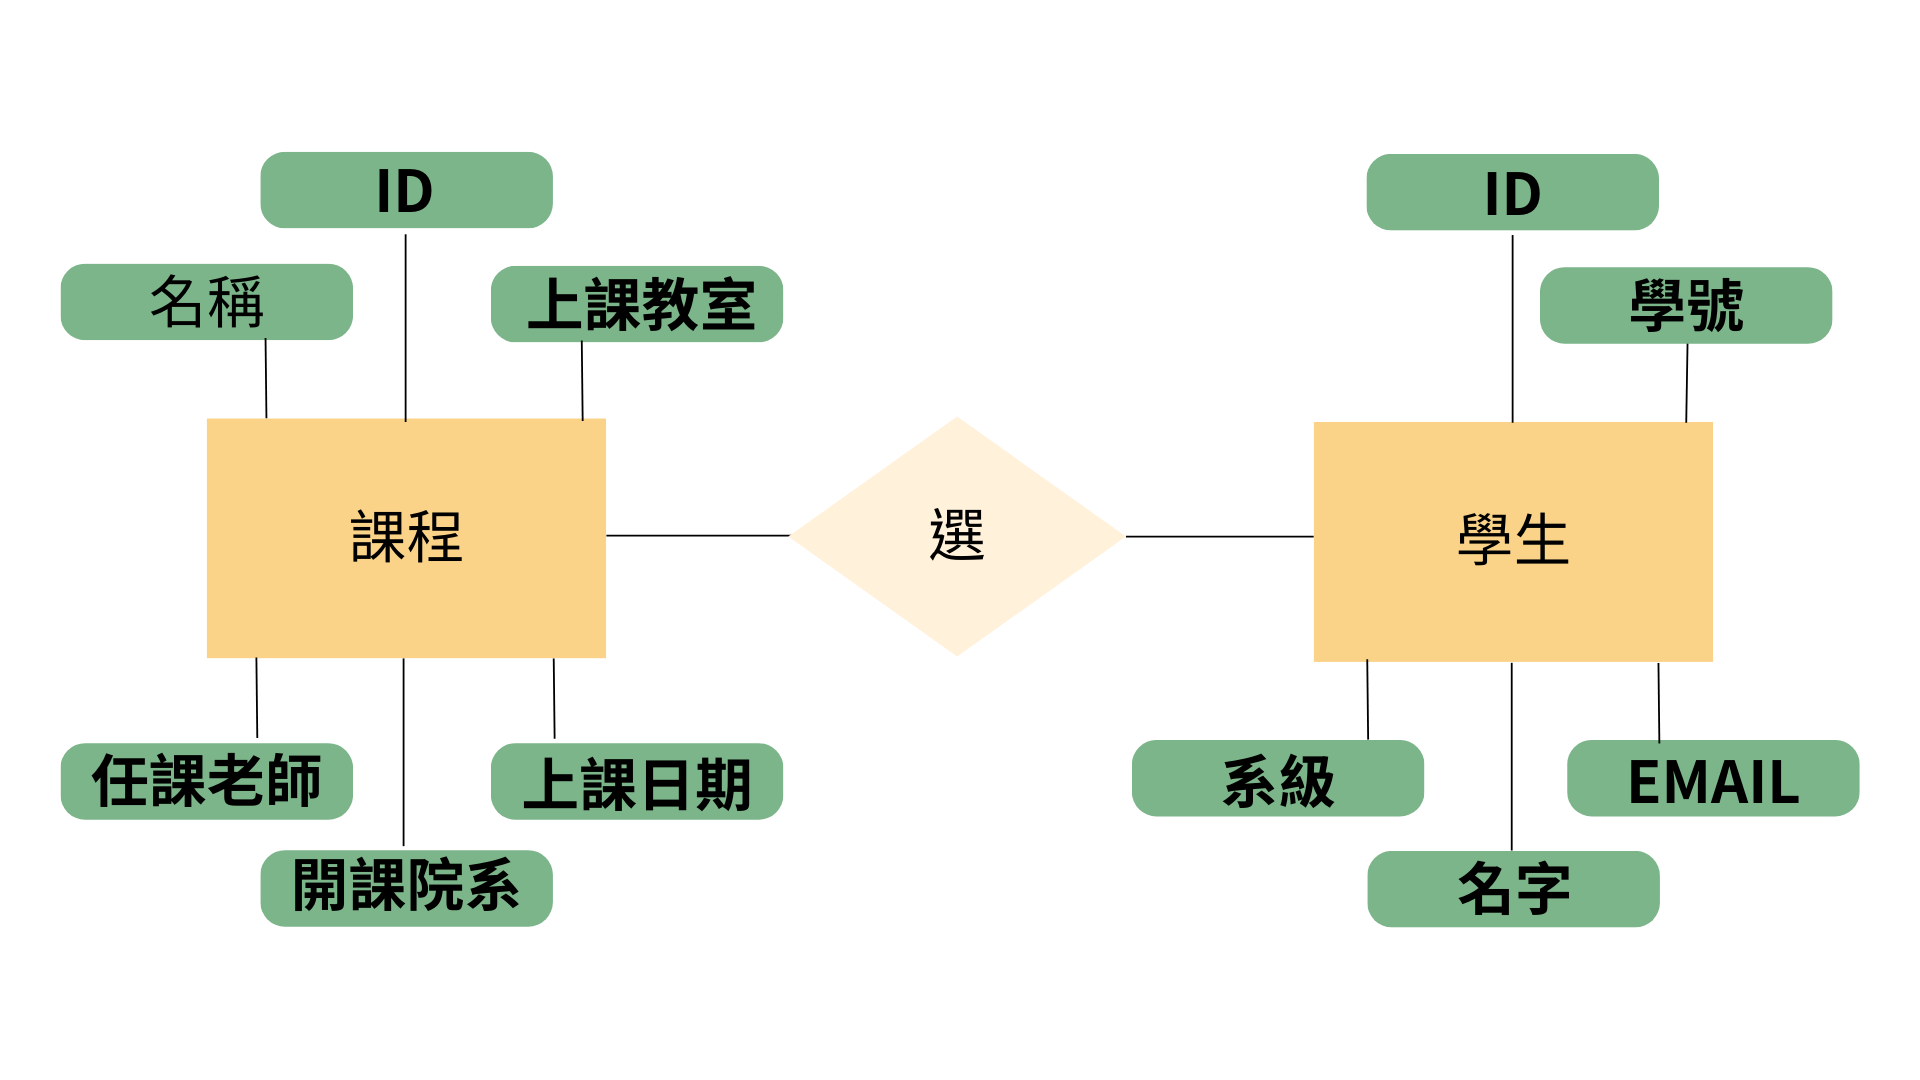 ID
名稱
上課教室
課程
任課老師
上課日期
開課院系
選
ID
學號
學生
系級
EMAIL
名字